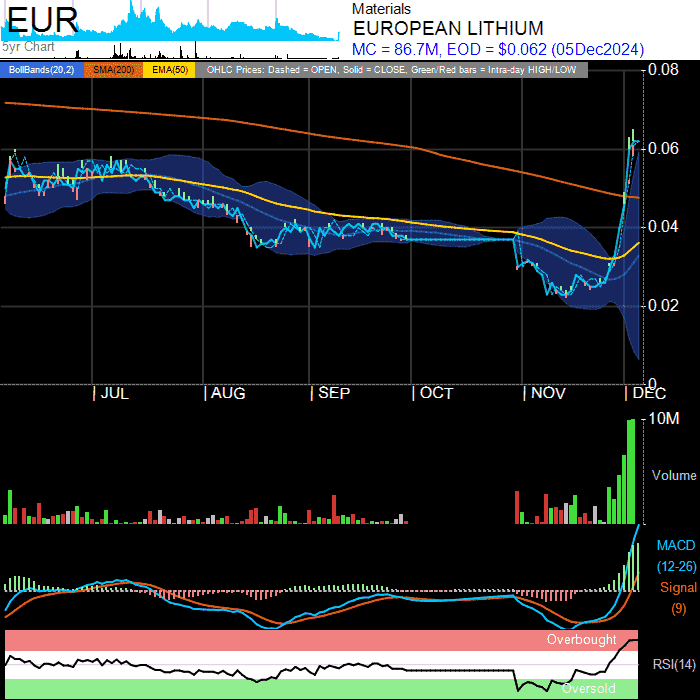 EUR
5yr Chart
Materials
EUROPEAN LITHIUM
MC = 86.7M, EOD = $0.062 (05Dec2024)
BollBands(20,2) SMA(200) EMA(50) OHLC Prices: Dashed = OPEN, Solid = CLOSE, Green/Red bars = Intra-day HIGH/LOW
0.08
0.06
0.04
0.02
0
| JUL | AUG | SEP | OCT | NOV | DEC
10M
Volume
MACD
(12-26)
Signal
(9)
Overbought
RSI(14)
Oversold